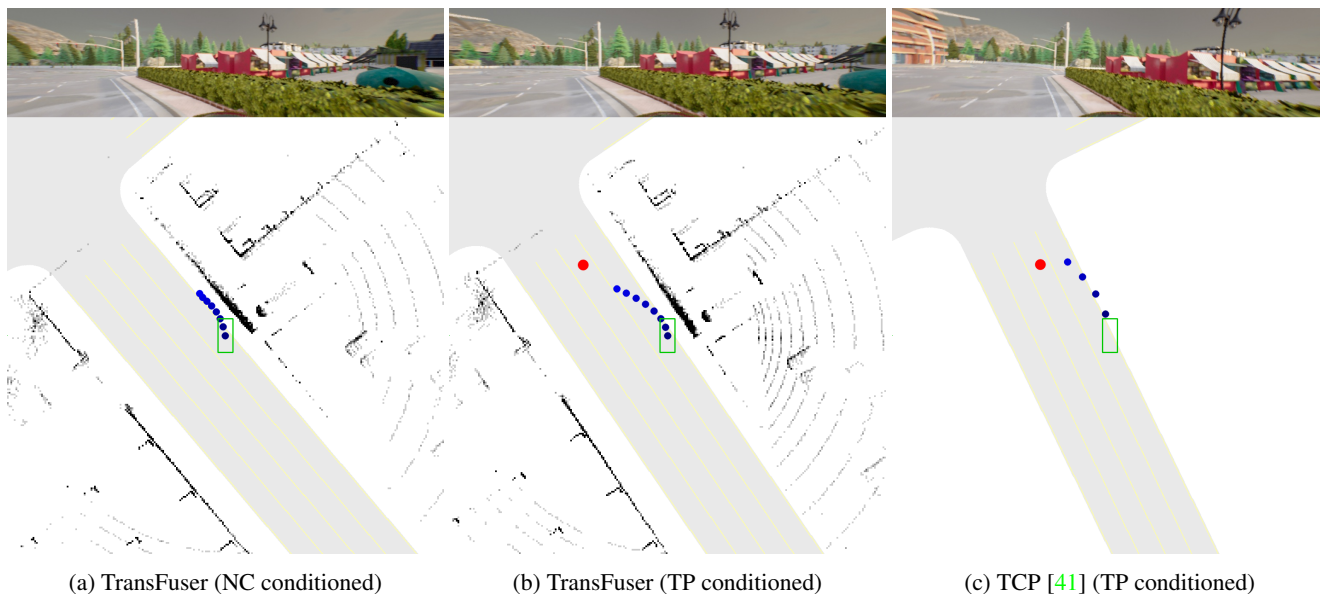 (a) TransFuser (NC conditioned)
(b) TransFuser (TP conditioned)
(c) TCP [41] (TP conditioned)